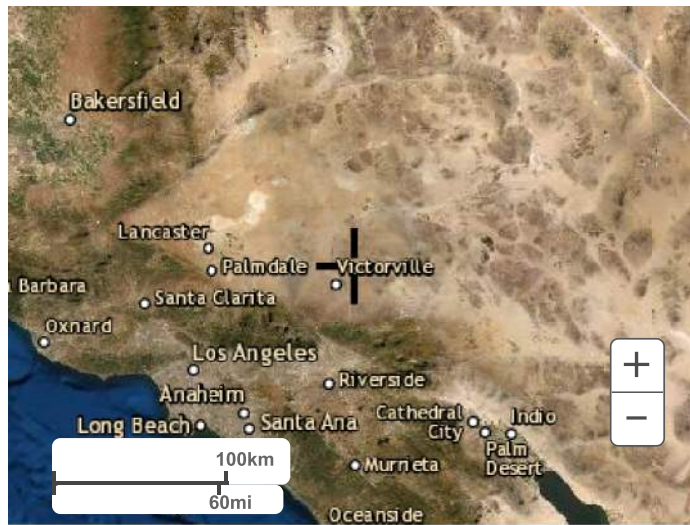 Bakersfield
Lancaster
Palmdale
Victorville
a Barbara
Santa Clarita
Oxnard
Los Angeles
Riverside
Anaheim
Long Beach
Santa Ana
Cathedral
City
Indio
Palm
Desert
Murrieta
Oceanside
100km
60mi
+
−